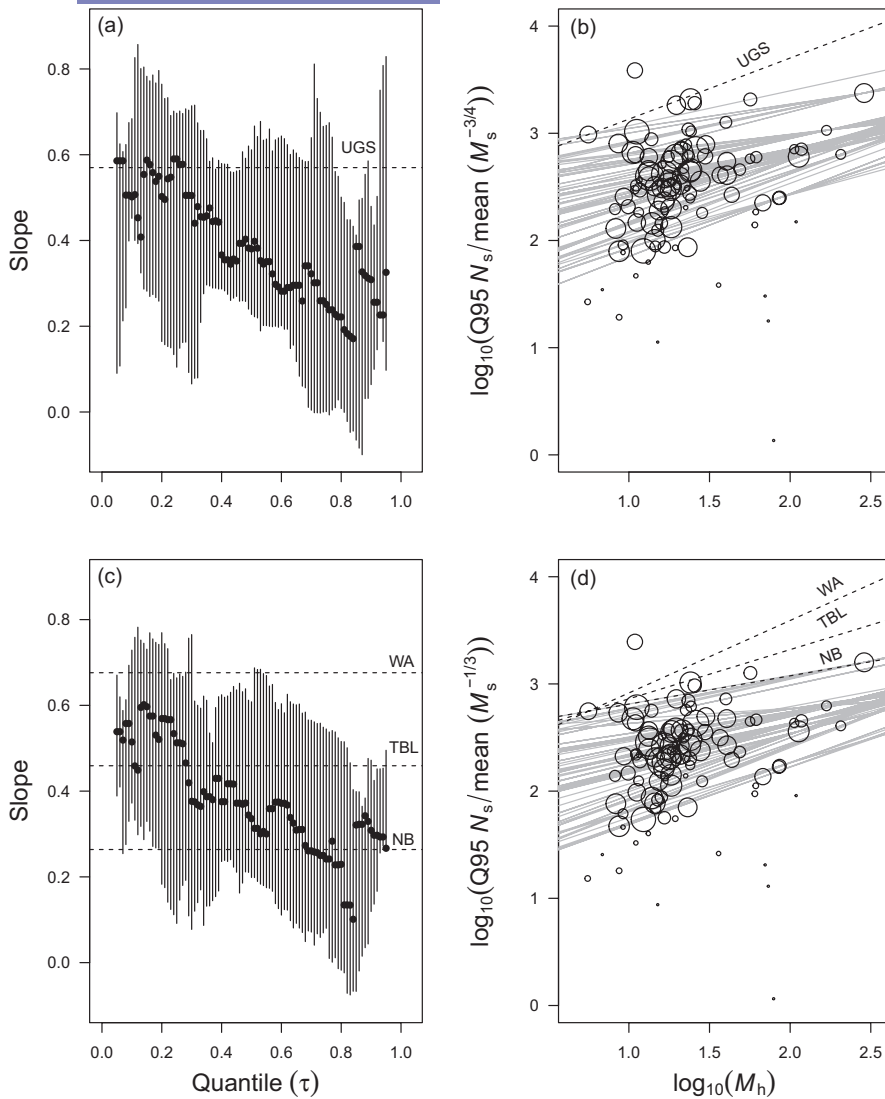 (a)
0.8
0.6
0.4
0.2
0.0
Slope
UGS
0.0 0.2 0.4 0.6 0.8 1.0
(b)
4
3
2
1
0
log10(Q95 Ns/mean (Ms^−3/4))
UGS
1.0 1.5 2.0 2.5
(c)
0.8
0.6
0.4
0.2
0.0
Slope
WA
TBL
NB
0.0 0.2 0.4 0.6 0.8 1.0
Quantile (τ)
(d)
4
3
2
1
0
log10(Q95 Ns/mean (Ms^−1/3))
WA
TBL
NB
1.0 1.5 2.0 2.5
log10(Mh)